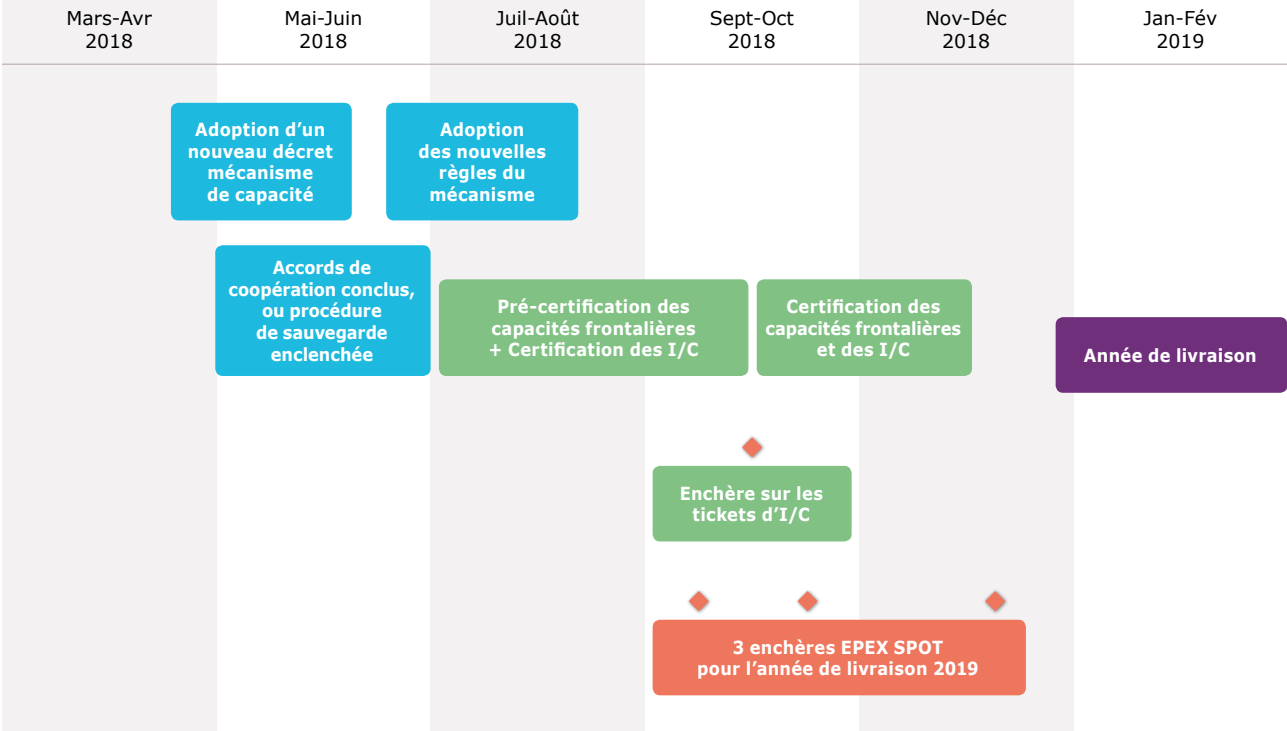 Mars-Avr
2018
Mai-Juin
2018
Juil-Août
2018
Sept-Oct
2018
Nov-Déc
2018
Jan-Fév
2019
Adoption d’un
nouveau décret
mécanisme
de capacité
Adoption
des nouvelles
règles du
mécanisme
Accords de
coopération conclus,
ou procédure
de sauvegarde
enclenchée
Pré-certification des
capacités frontalières
+ Certification des I/C
Certification des
capacités frontalières
et des I/C
Année de livraison
Enchère sur les
tickets d’I/C
3 enchères EPEX SPOT
pour l’année de livraison 2019